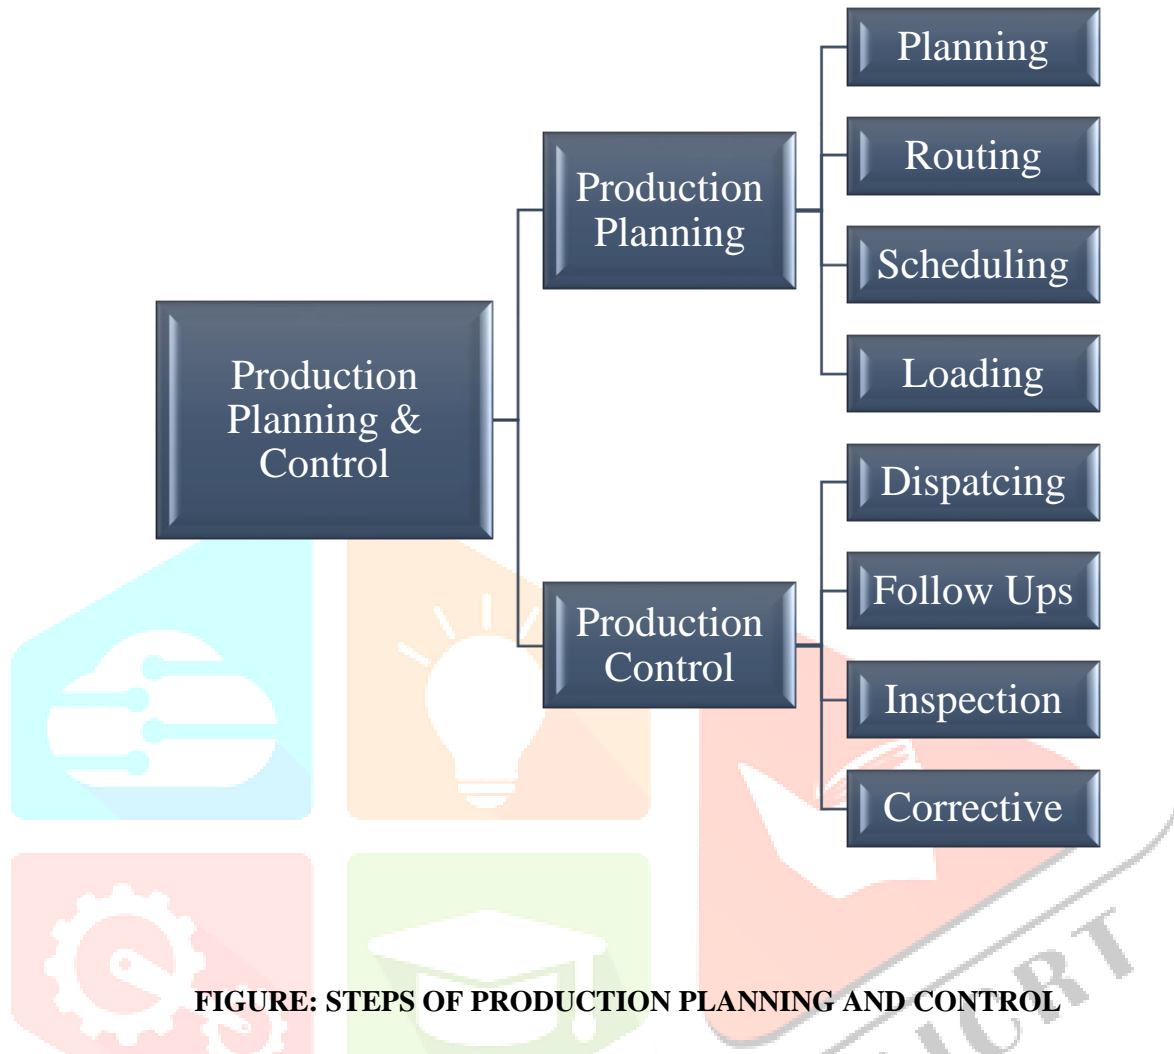 Planning
Routing
Production
Planning
Scheduling
Loading
Production
Planning &
Control
Dispatcing
Follow Ups
Production
Control
Inspection
Corrective
FIGURE: STEPS OF PRODUCTION PLANNING AND CONTROL